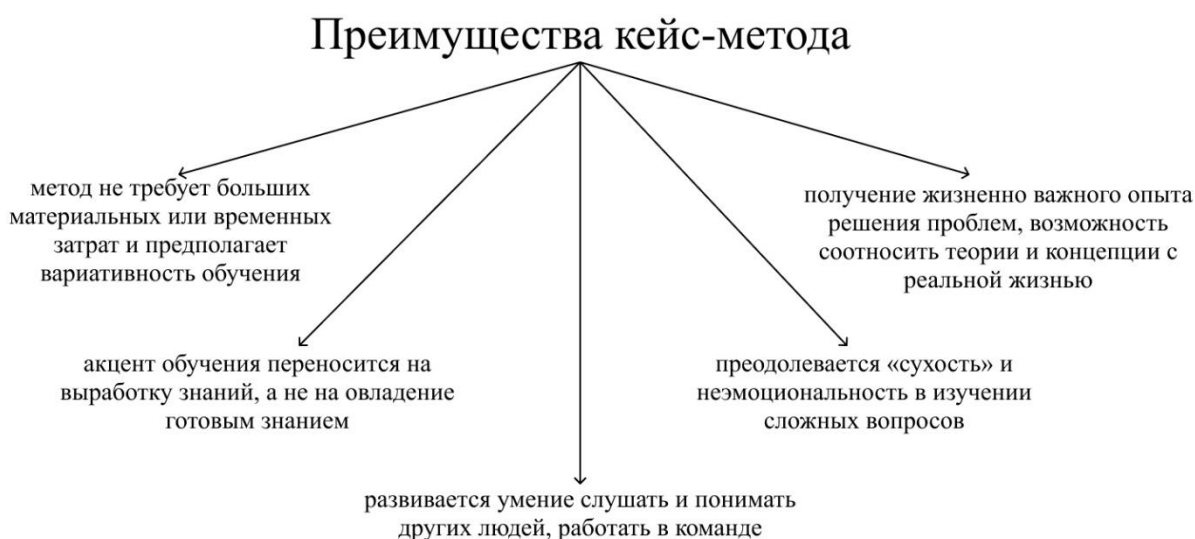 Преимущества кейс-метода
метод не требует больших
материальных или временных
затрат и предполагает
вариативность обучения
акцент обучения переносится на
выработку знаний, а не на овладение
готовым знанием
развивается умение слушать и понимать
других людей, работать в команде
преодолевается «сухость» и
неэмоциональность в изучении
сложных вопросов
получение жизненно важного опыта
решения проблем, возможность
соотносить теории и концепции с
реальной жизнью